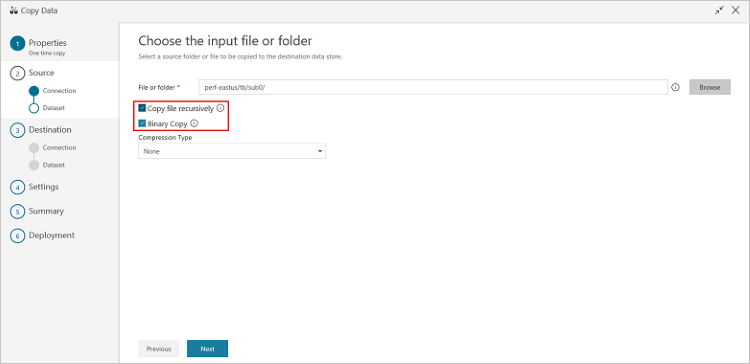 Copy Data
1
Properties
One time copy
2
Source
Connection
Dataset
3
Destination
Connection
Dataset
4
Settings
5
Summary
6
Deployment
Choose the input file or folder
Select a source folder or file to be copied to the destination data store.
File or folder *
perf-eastus/tb/sub0/
Browse
Copy file recursively
Binary Copy
Compression Type
None
Previous
Next